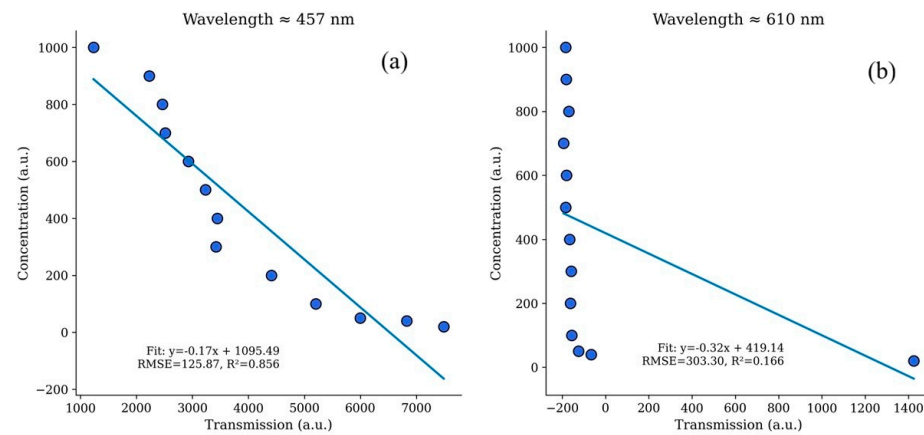 Wavelength ≈ 457 nm
(a)
1000
800
600
400
200
0
−200
Concentration (a.u.)
Fit: y=-0.17x + 1095.49
RMSE=125.87, R²=0.856
1000 2000 3000 4000 5000 6000 7000
Transmission (a.u.)
Wavelength ≈ 610 nm
(b)
1000
800
600
400
200
0
Concentration (a.u.)
Fit: y=-0.32x + 419.14
RMSE=303.30, R²=0.166
−200 0 200 400 600 800 1000 1200 1400
Transmission (a.u.)